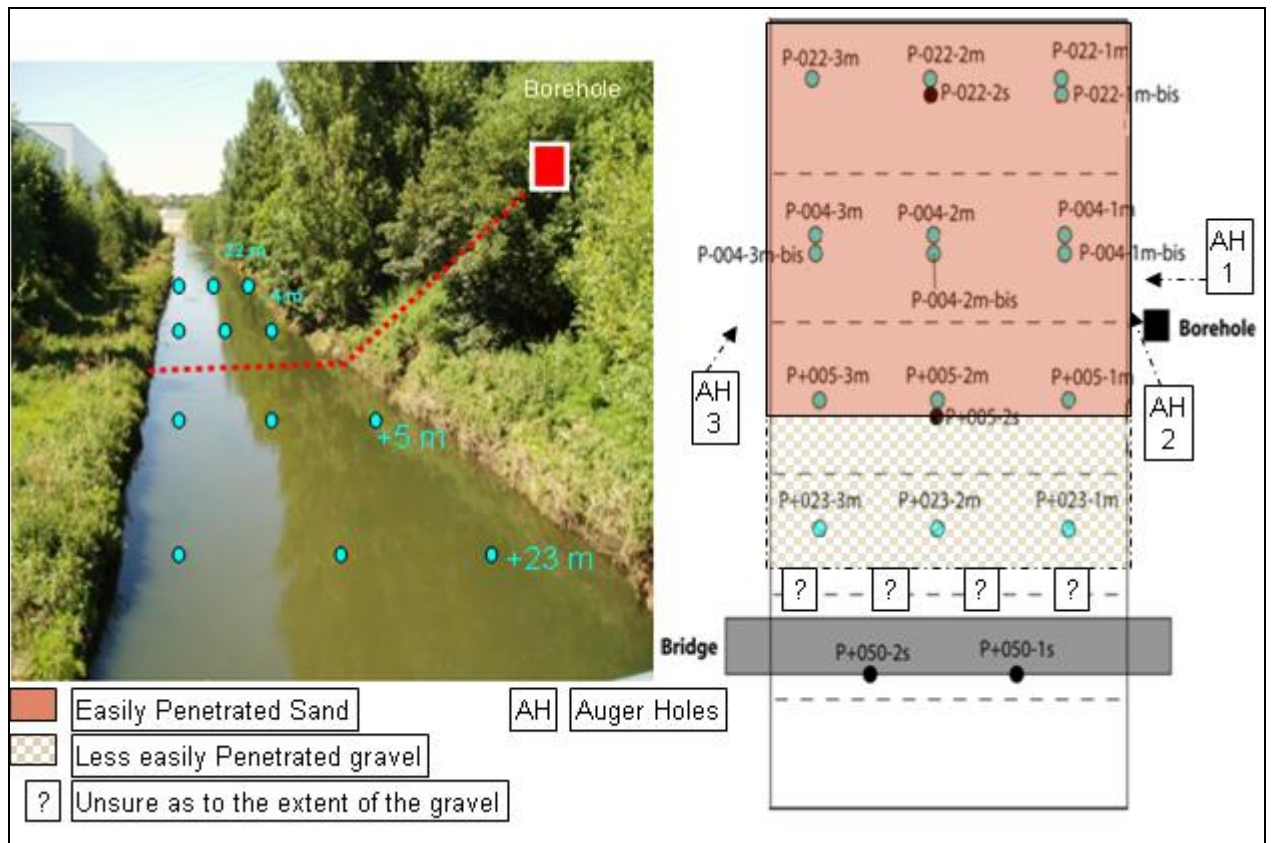 Borehole
22 m
4 m
+5 m
+23 m
P-022-3m
P-022-2m
P-022-1m
P-022-2s
P-022-1m-bis
P-004-3m
P-004-2m
P-004-1m
P-004-3m-bis
P-004-1m-bis
P-004-2m-bis
AH
1
Borehole
AH
3
P+005-3m
P+005-2m
P+005-1m
P+005-2s
AH
2
P+023-3m
P+023-2m
P+023-1m
? ? ? ?
Bridge
P+050-2s
P+050-1s
Easily Penetrated Sand
AH Auger Holes
Less easily Penetrated gravel
? Unsure as to the extent of the gravel